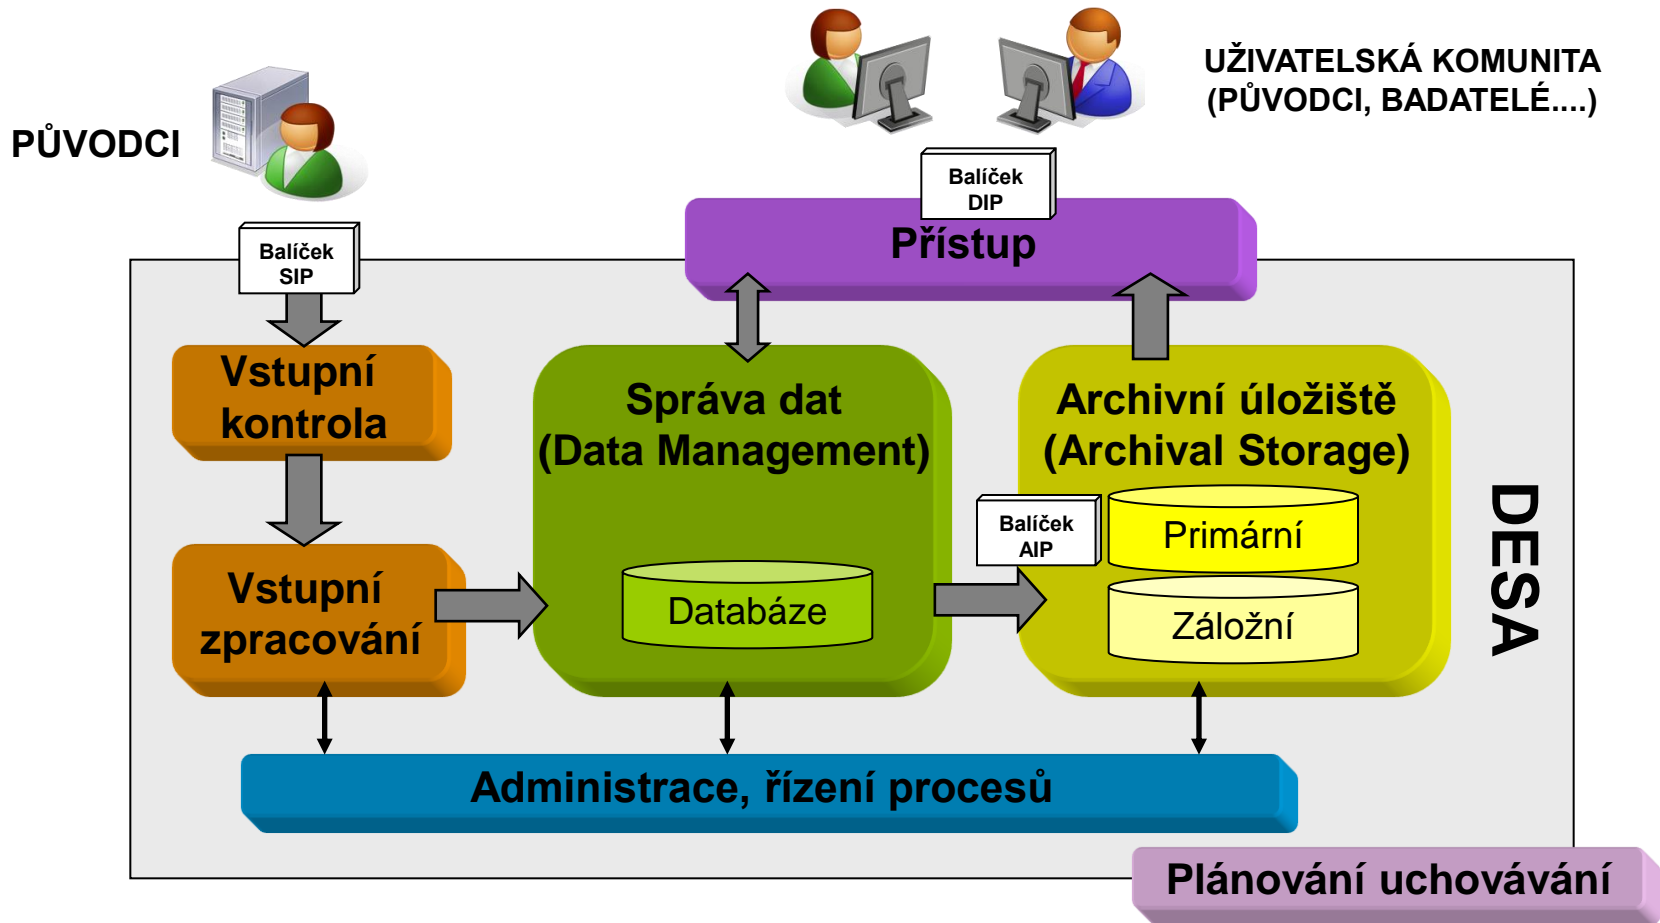 UŽIVATELSKÁ KOMUNITA
(PŮVODCI, BADATELÉ....)
PŮVODCI
Balíček
DIP
Přístup
Balíček
SIP
Vstupní
kontrola
Správa dat
(Data Management)
Archivní úložiště
(Archival Storage)
Balíček
AIP
Primární
Záložní
DESA
Vstupní
zpracování
Databáze
Administrace, řízení procesů
Plánování uchovávání